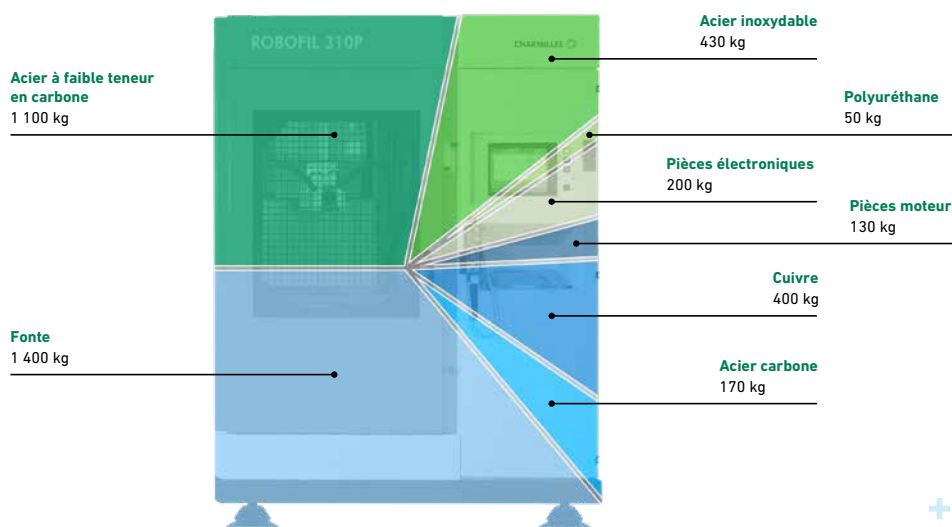 ROBOFIL 310P
CHARMILLES
Acier à faible teneur
en carbone
1 100 kg
Fonte
1 400 kg
Acier inoxydable
430 kg
Polyuréthane
50 kg
Pièces électroniques
200 kg
Pièces moteur
130 kg
Cuivre
400 kg
Acier carbone
170 kg